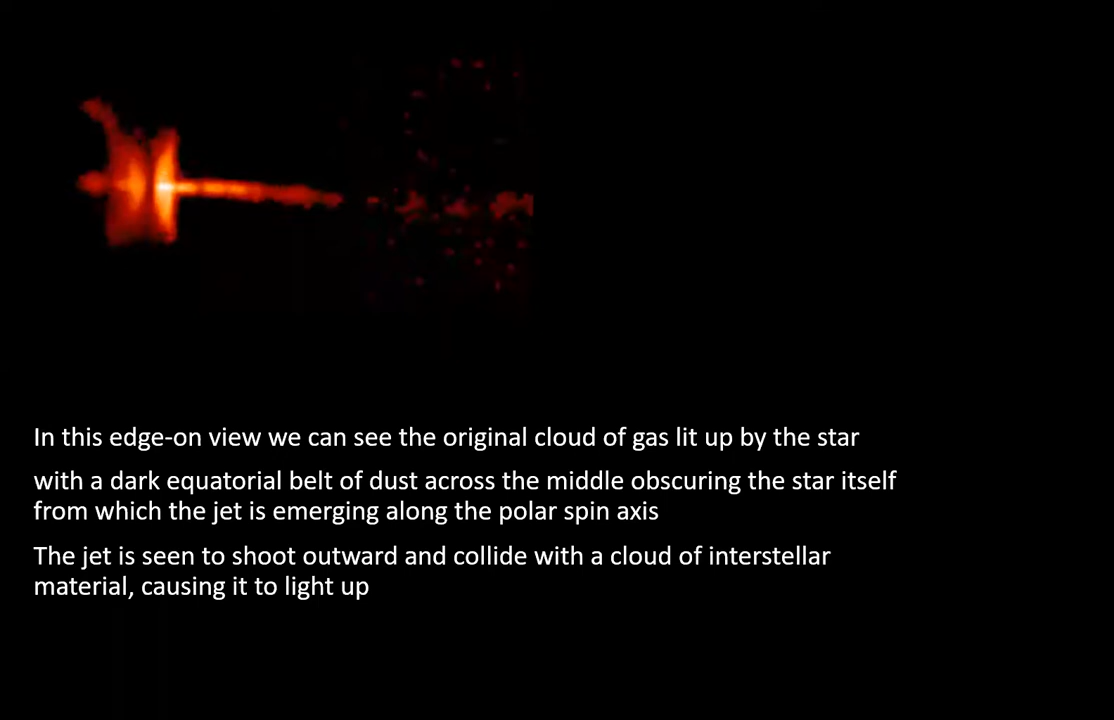 In this edge-on view we can see the original cloud of gas lit up by the star
with a dark equatorial belt of dust across the middle obscuring the star itself
from which the jet is emerging along the polar spin axis
The jet is seen to shoot outward and collide with a cloud of interstellar
material, causing it to light up